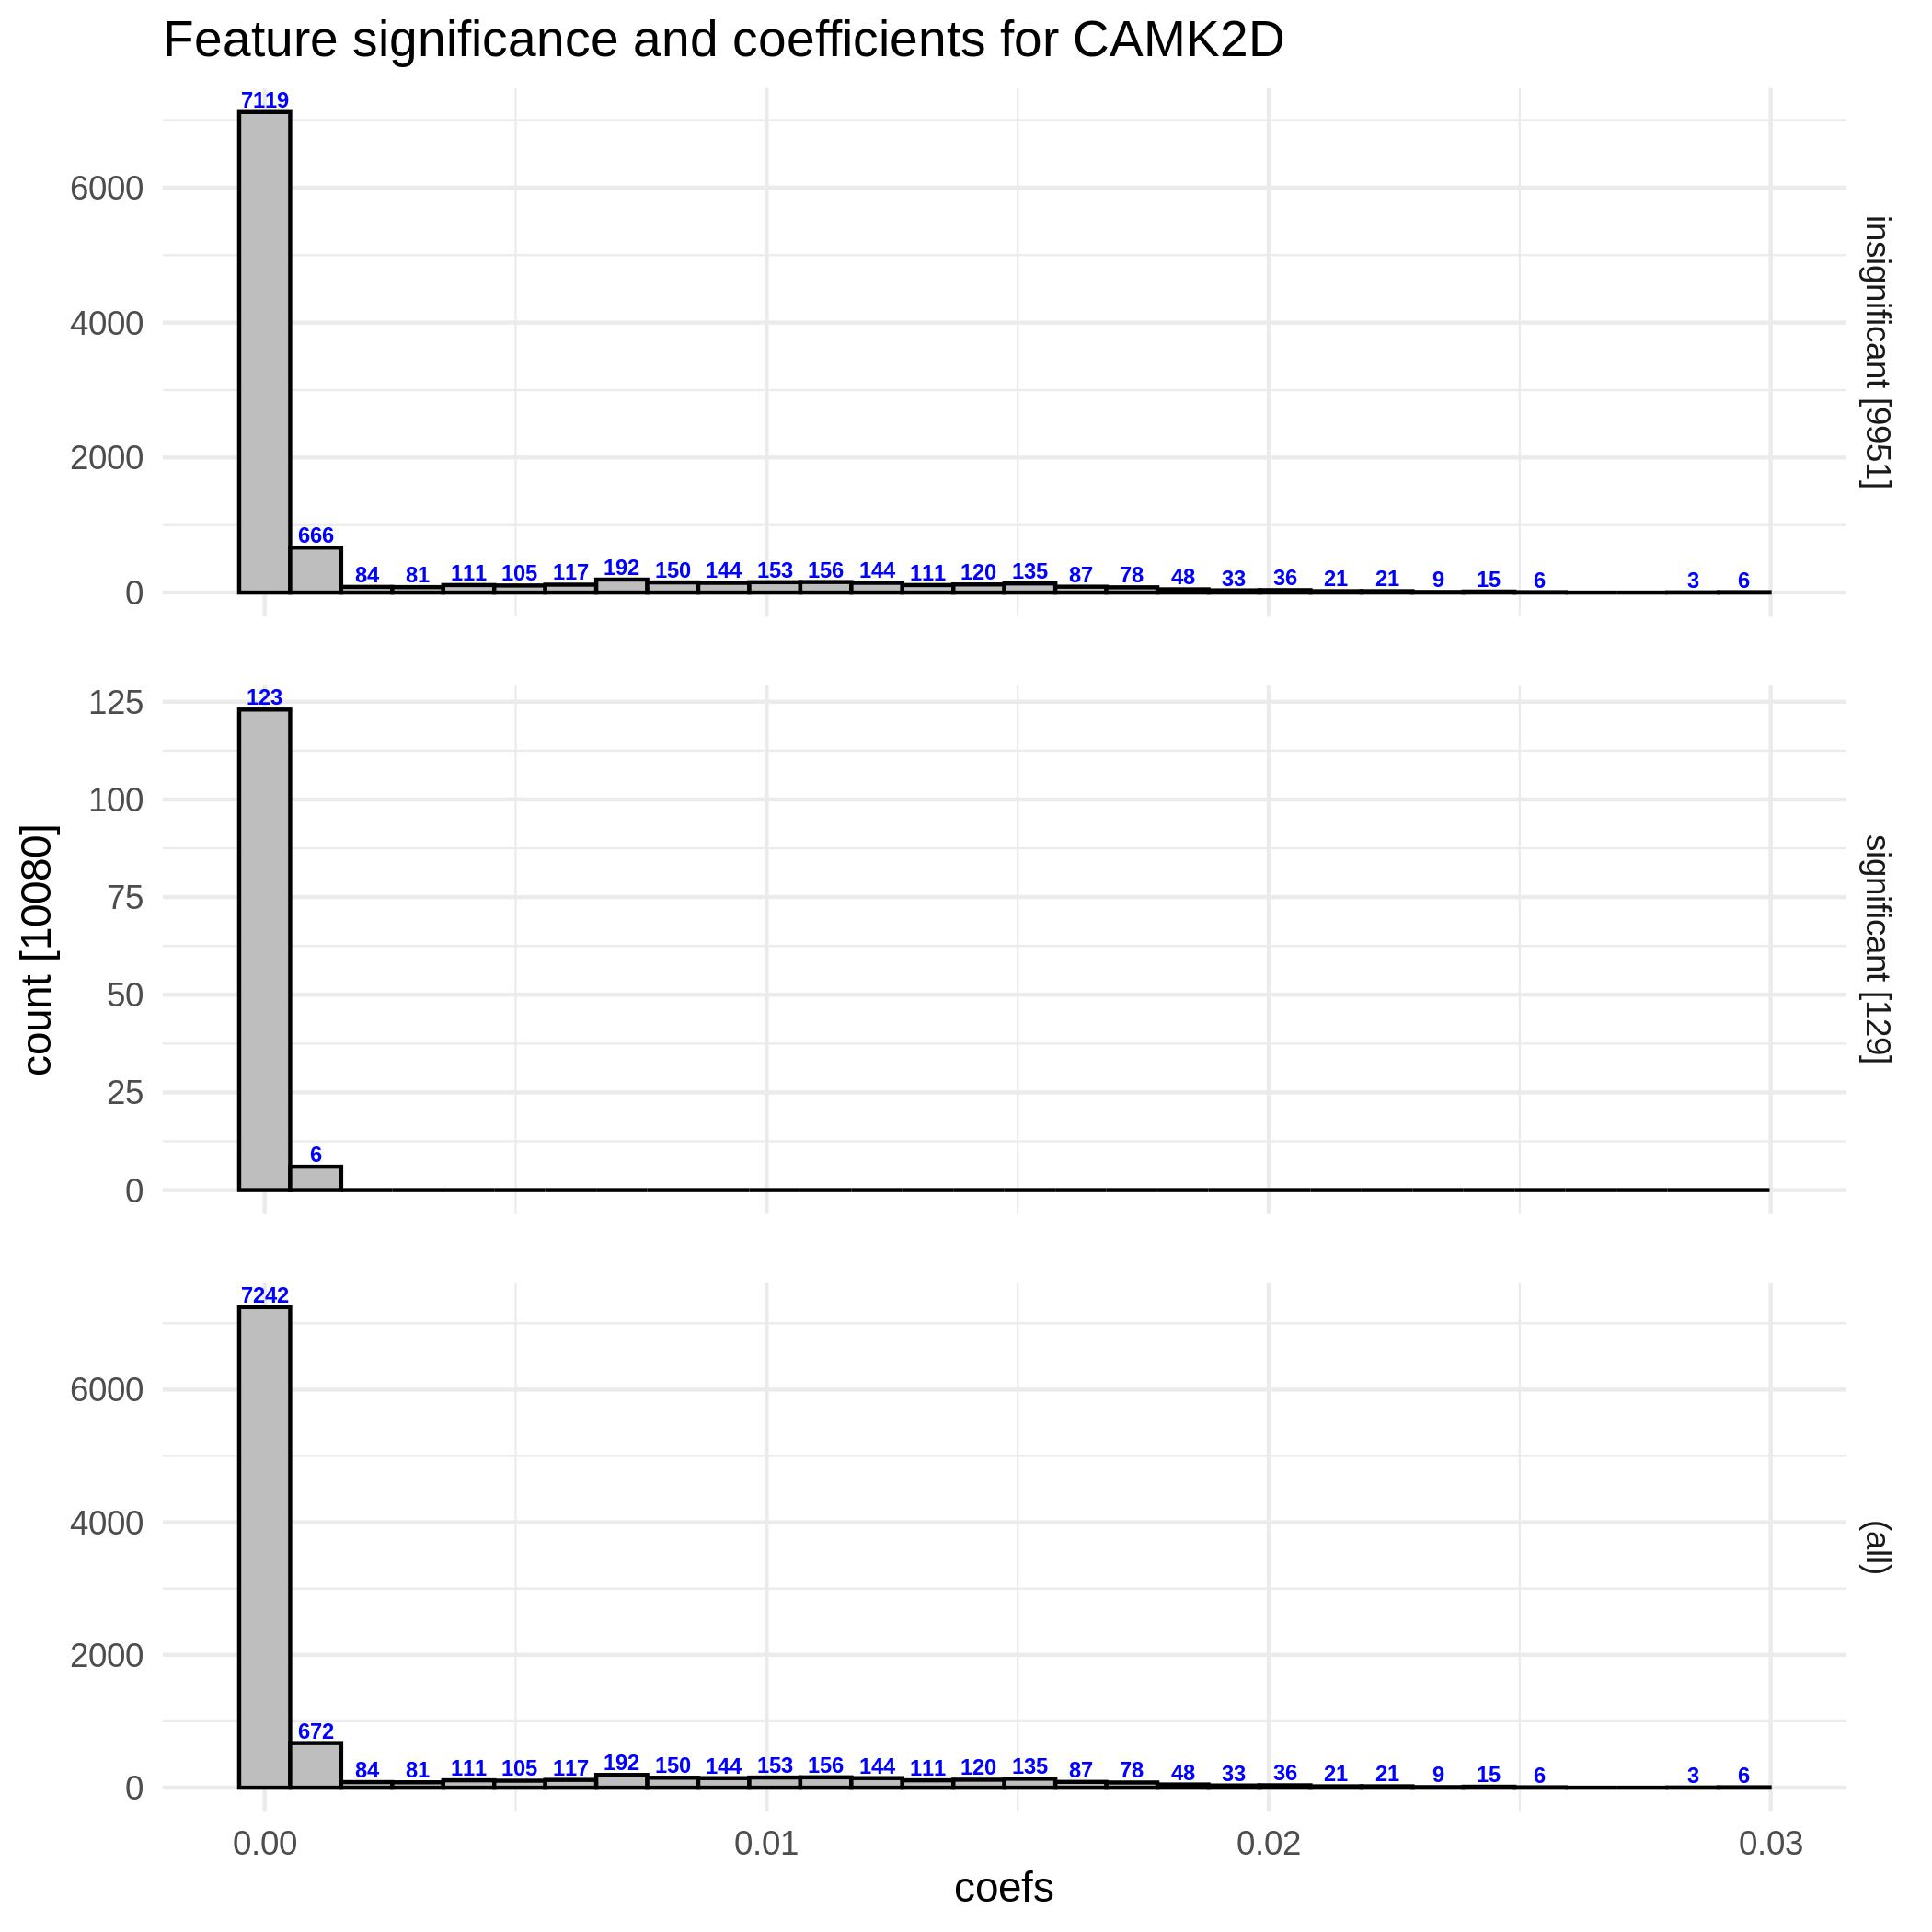 Feature significance and coefficients for CAMK2D
count [10080]
7119
666 84 81 111 105 117 192 150 144 153 156 144 111 120 135 87 78 48 33 36 21 21 9 15 6 3 6
6000
4000
2000
0
insignificant [9951]
123
6
125
100
75
50
25
0
significant [129]
7242
672 84 81 111 105 117 192 150 144 153 156 144 111 120 135 87 78 48 33 36 21 21 9 15 6 3 6
6000
4000
2000
0
(all)
0.00 0.01 0.02 0.03
coefs